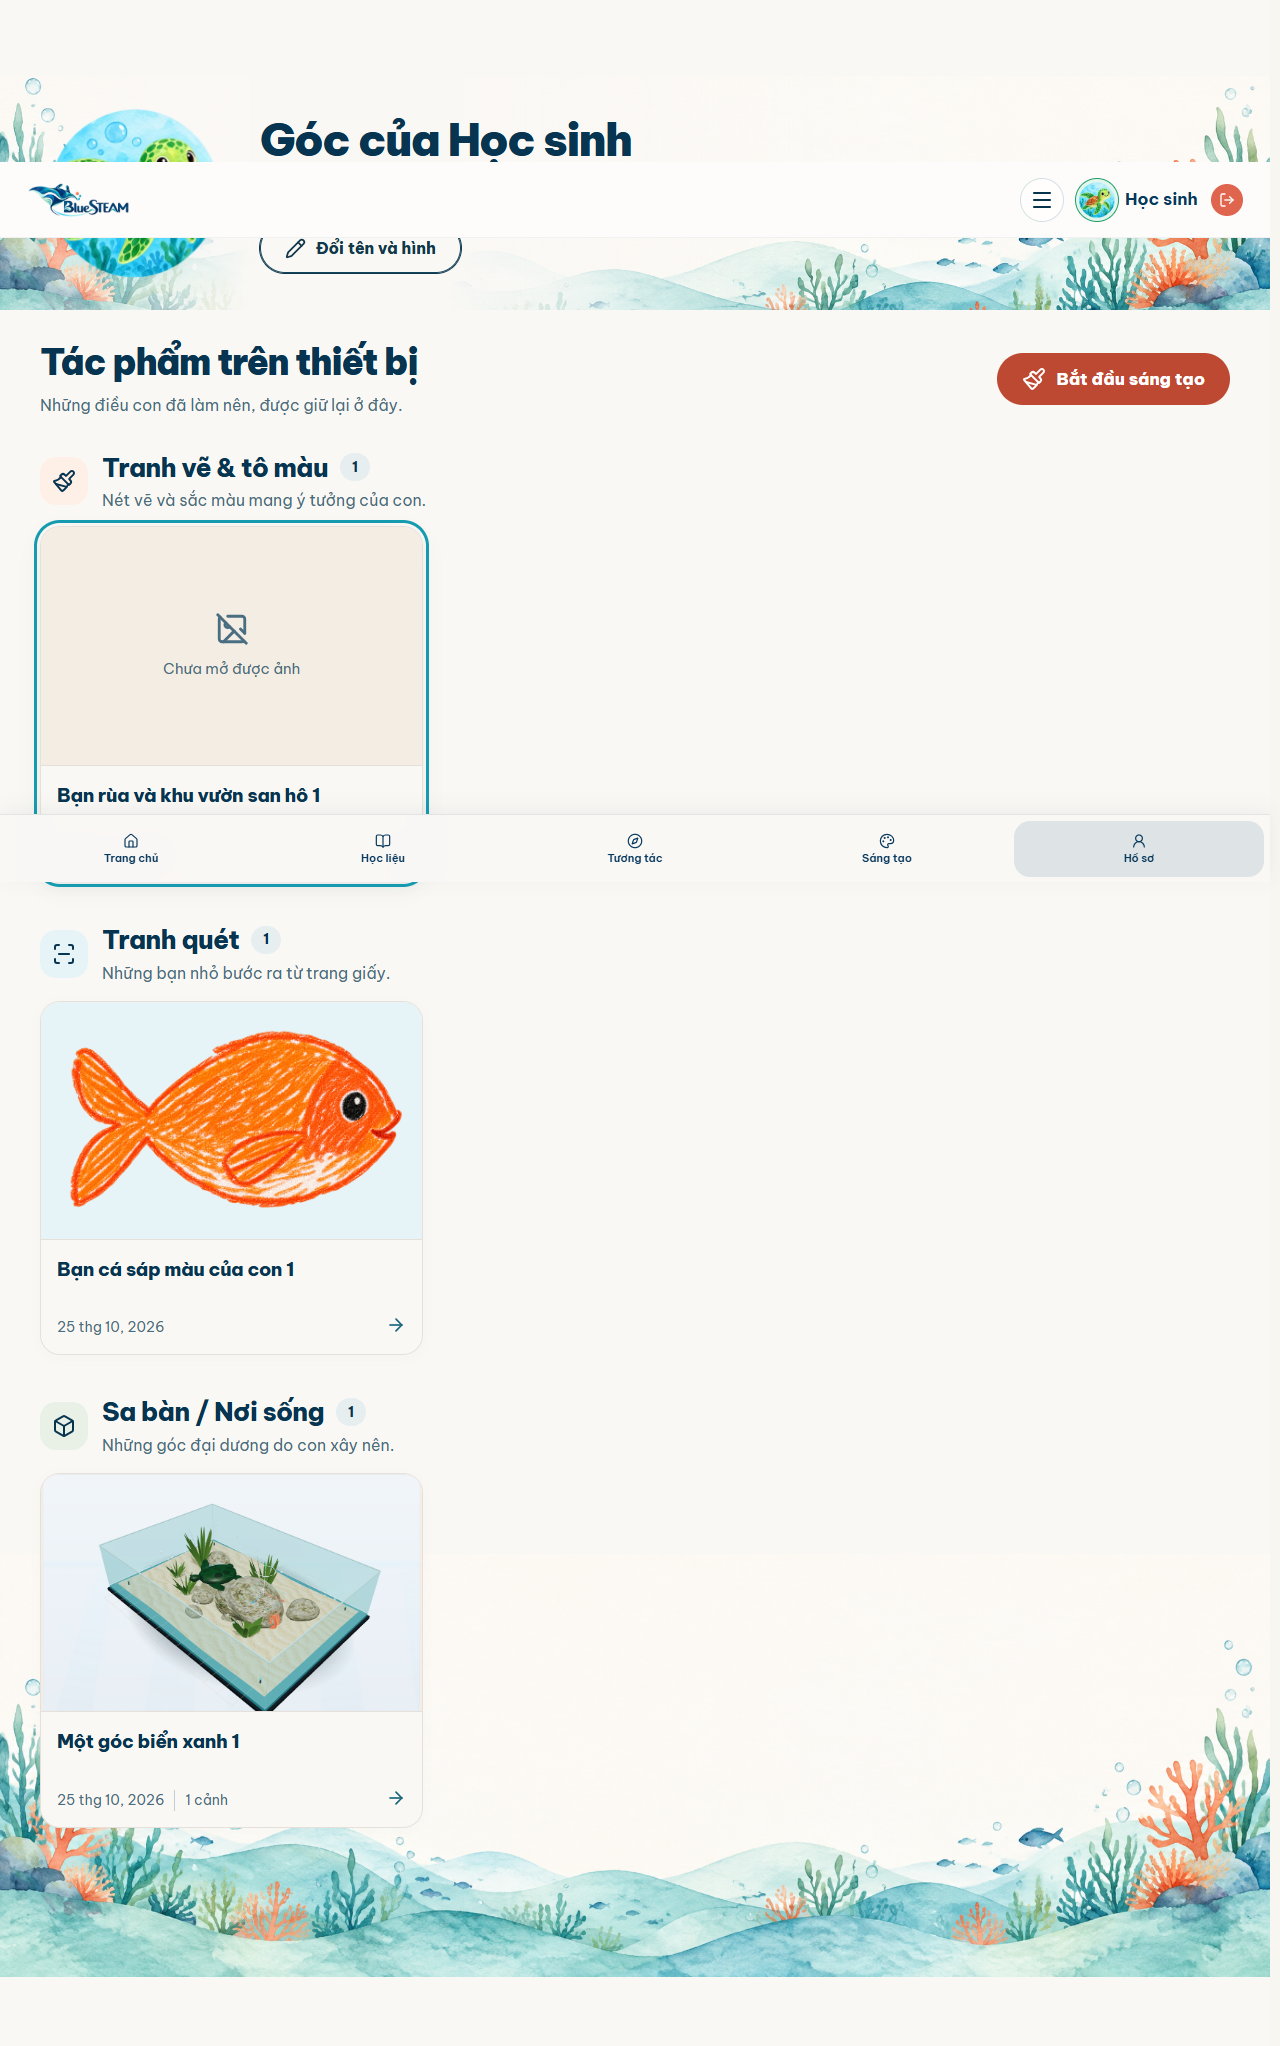 Góc của Học sinh
BlueSTEAM
Học sinh
Đổi tên và hình
Tác phẩm trên thiết bị
Những điều con đã làm nên, được giữ lại ở đây.
Bắt đầu sáng tạo
Tranh vẽ & tô màu 1
Nét vẽ và sắc màu mang ý tưởng của con.
Chưa mở được ảnh
Bạn rùa và khu vườn san hô 1
Trang chủ
Học liệu
Tương tác
Sáng tạo
Hồ sơ
Tranh quét 1
Những bạn nhỏ bước ra từ trang giấy.
Bạn cá sáp màu của con 1
25 thg 10, 2026
Sa bàn / Nơi sống 1
Những góc đại dương do con xây nên.
Một góc biển xanh 1
25 thg 10, 2026 1 cảnh